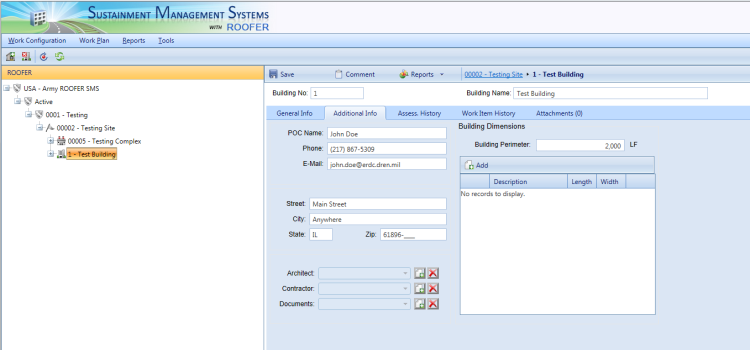 SUSTAINMENT MANAGEMENT SYSTEMS
WITH ROOFER
Work Configuration Work Plan Reports Tools
ROOFER
USA - Army ROOFER SMS
Active
0001 - Testing
00002 - Testing Site
00005 - Testing Complex
1 - Test Building
Save Comment Reports 00002 - Testing Site 1 - Test Building
Building No: 1 Building Name: Test Building
General Info Additional Info Assess. History Work Item History Attachments (0)
POC Name: John Doe
Phone: (217) 867-5309
E-Mail: john.doe@erdc.dren.mil
Street: Main Street
City: Anywhere
State: IL Zip: 61896-____
Architect:
Contractor:
Documents:
Building Dimensions
Building Perimeter: 2,000 LF
Add
Description Length Width
No records to display.